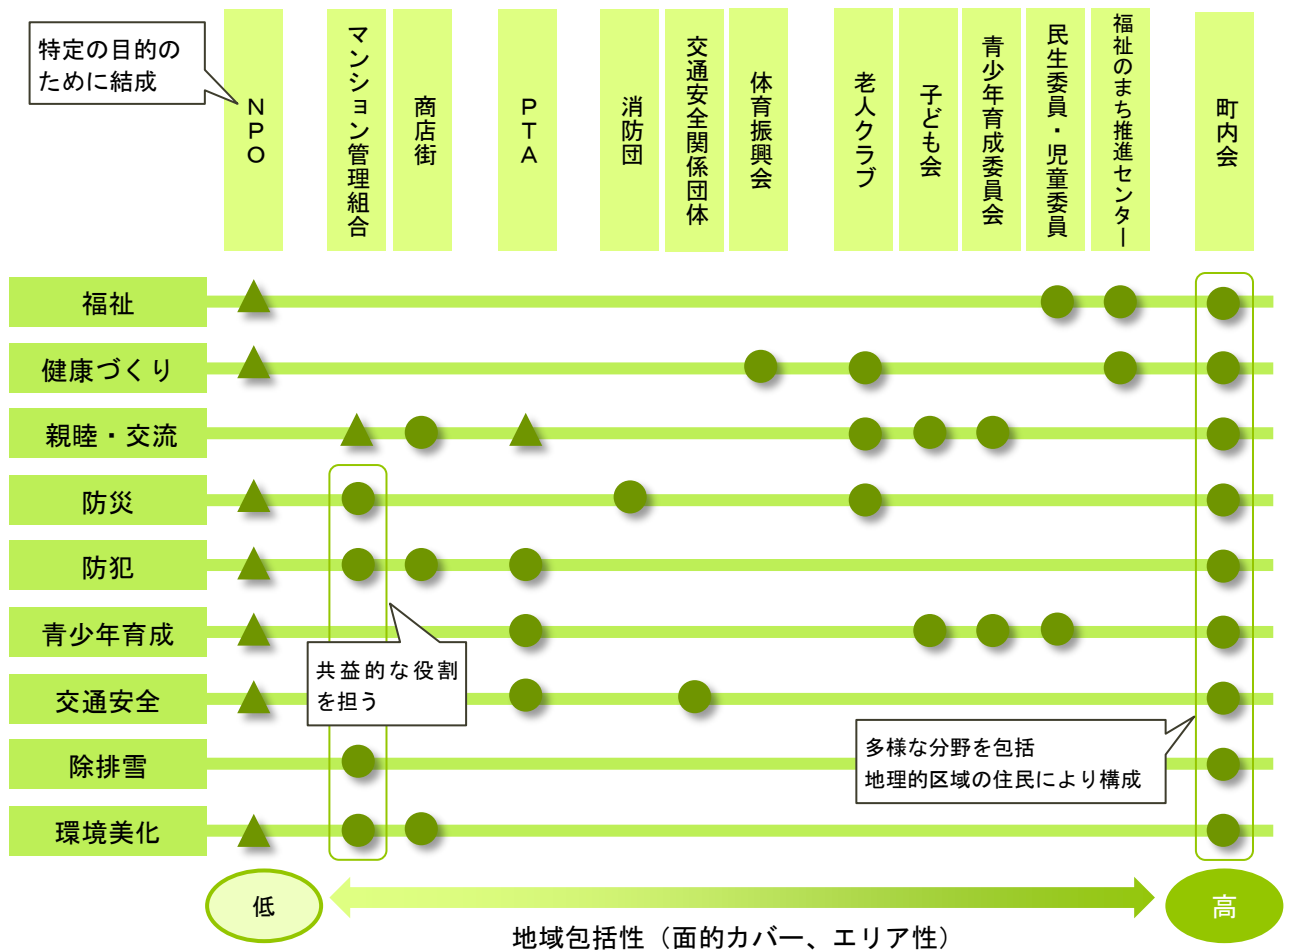 特定の目的の
ために結成
NPO
マンション管理組合
商店街
PTA
消防団
交通安全関係団体
体育振興会
老人クラブ
子ども会
青少年育成委員会
民生委員・児童委員
福祉のまち推進センター
町内会
福祉
健康づくり
親睦・交流
防災
防犯
青少年育成
共益的な役割
を担う
交通安全
多様な分野を包括
地理的区域の住民により構成
除排雪
環境美化
低
高
地域包括性（面的カバー、エリア性）